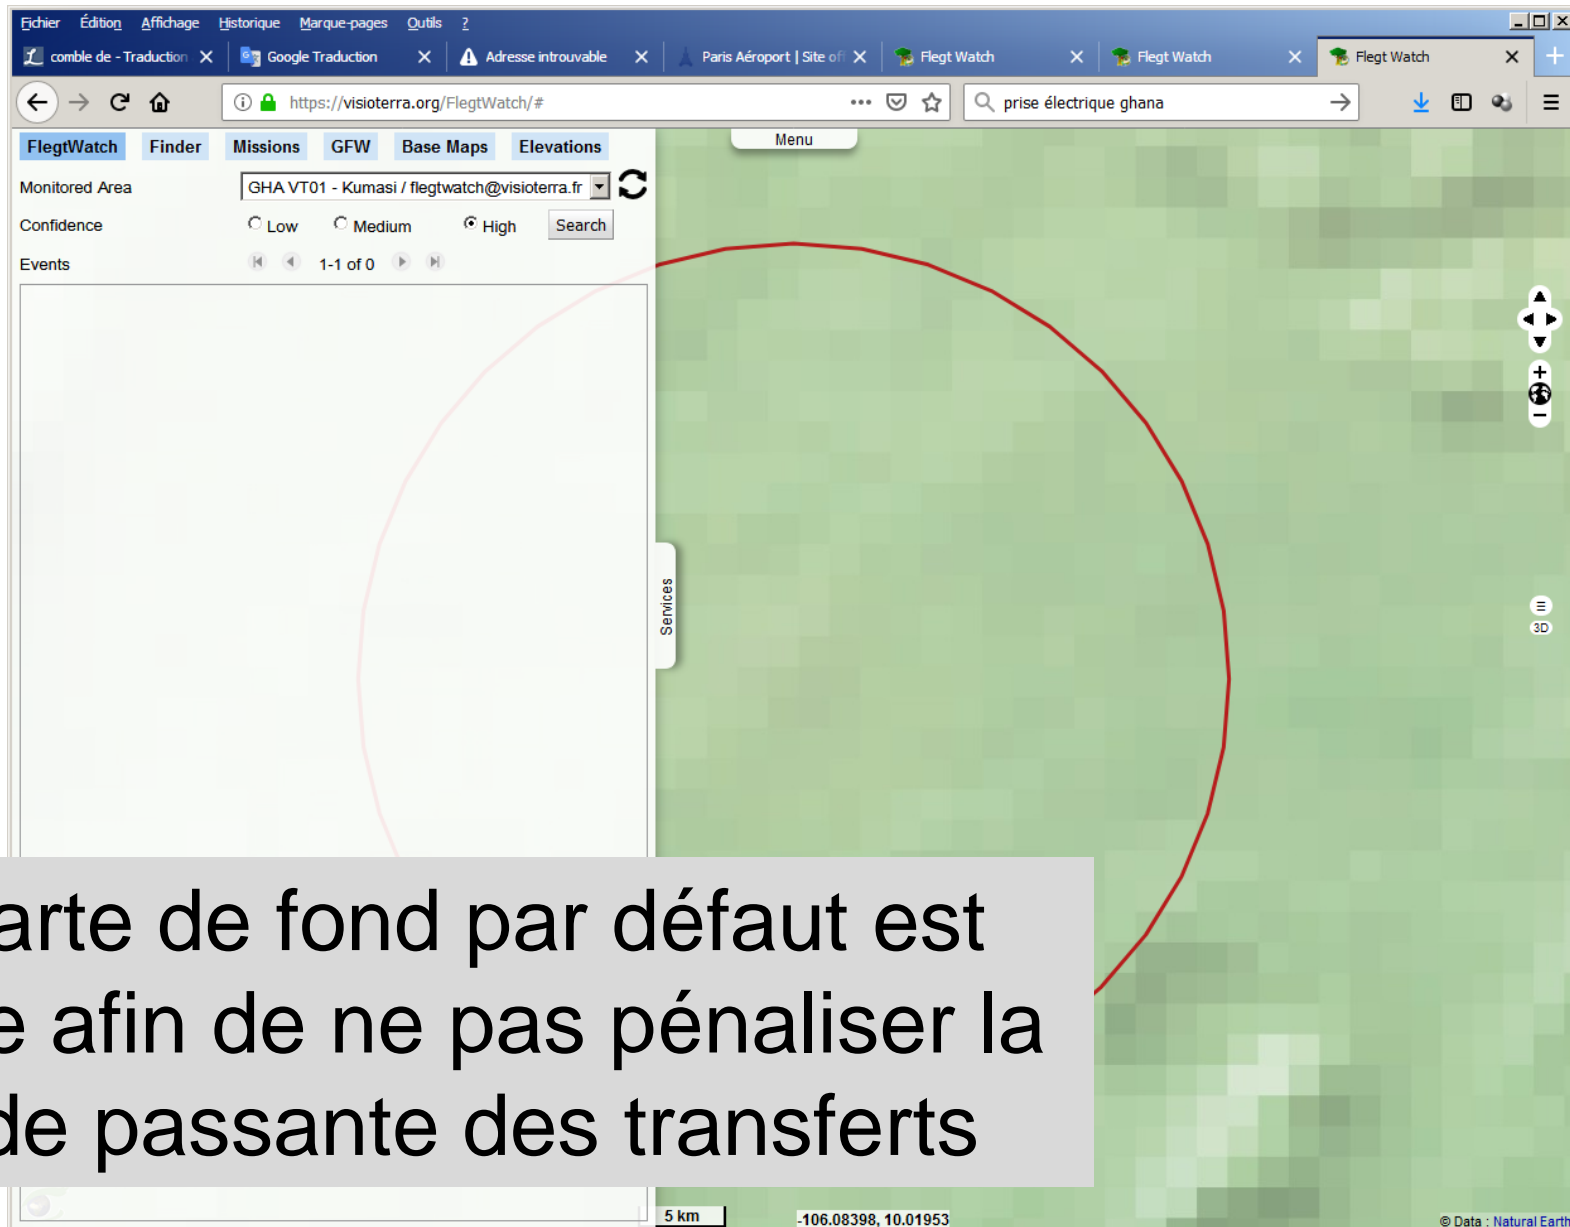 Fichier Édition Affichage Historique Marque-pages Outils ?
comble de - Traduction Google Traduction Adresse introuvable Paris Aéroport | Site of Flegt Watch Flegt Watch Flegt Watch
https://visioterra.org/FlegtWatch/# prise électrique ghana
FlegtWatch Finder Missions GFW Base Maps Elevations
Menu
Monitored Area GHA VT01 - Kumasi / flegtwatch@visioterra.fr
Confidence Low Medium High Search
Events 1-1 of 0
Services
3D
arte de fond par défaut est
e afin de ne pas pénaliser la
de passante des transferts
5 km -106.08398, 10.01953 © Data : Natural Earth